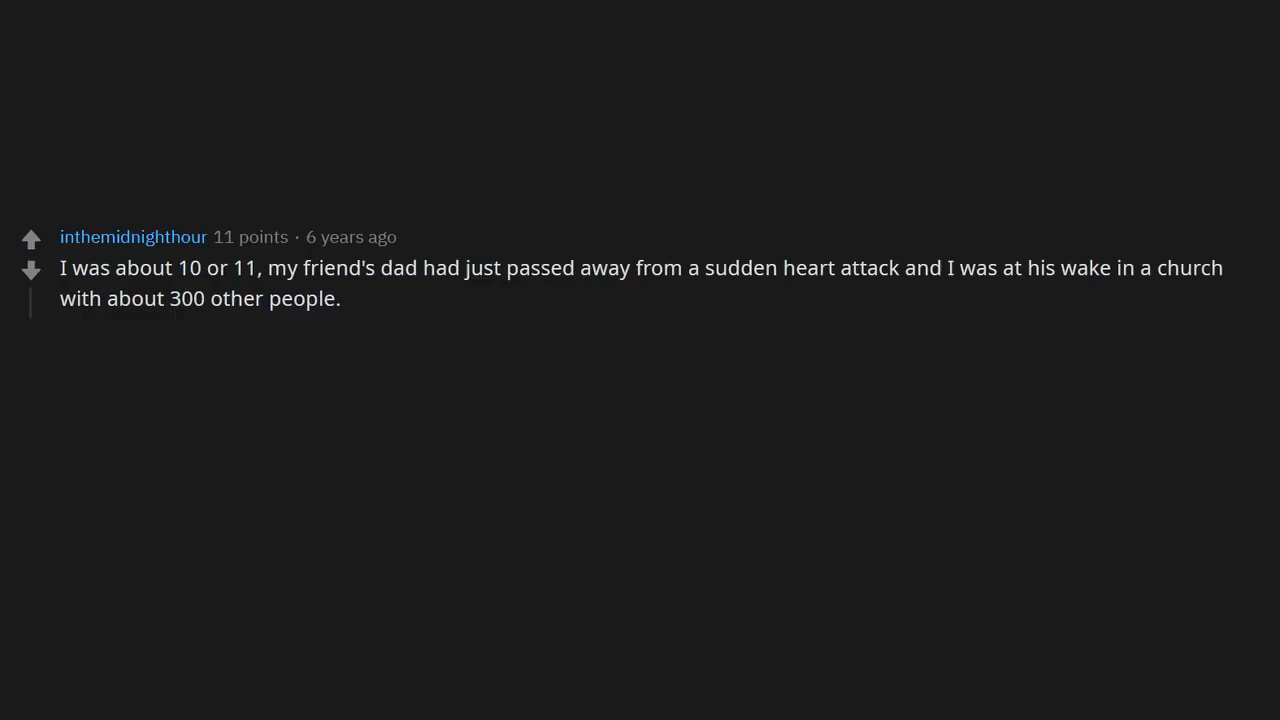 inthemidnighthour 11 points · 6 years ago
I was about 10 or 11, my friend's dad had just passed away from a sudden heart attack and I was at his wake in a church
with about 300 other people.